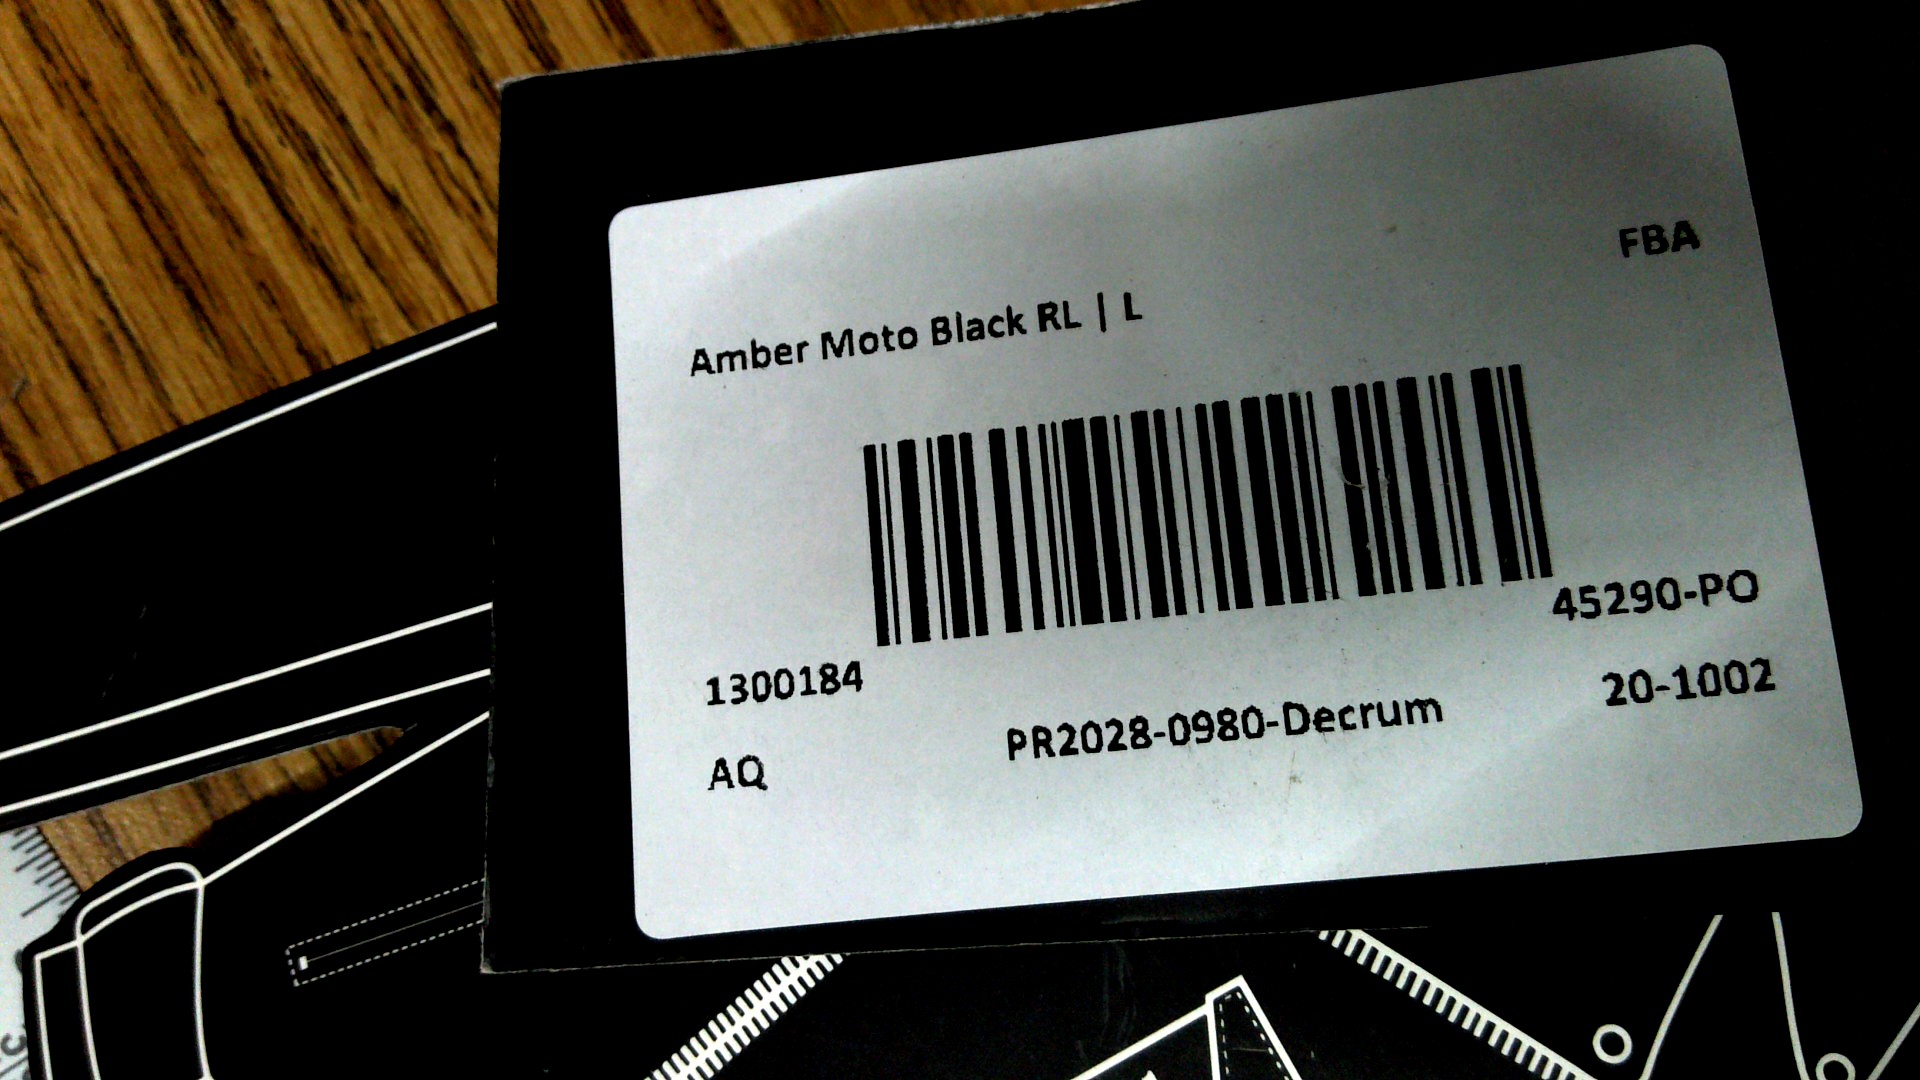 FBA
Amber Moto Black RL | L
45290-PO
1300184
20-1002
PR2028-0980-Decrum
AQ